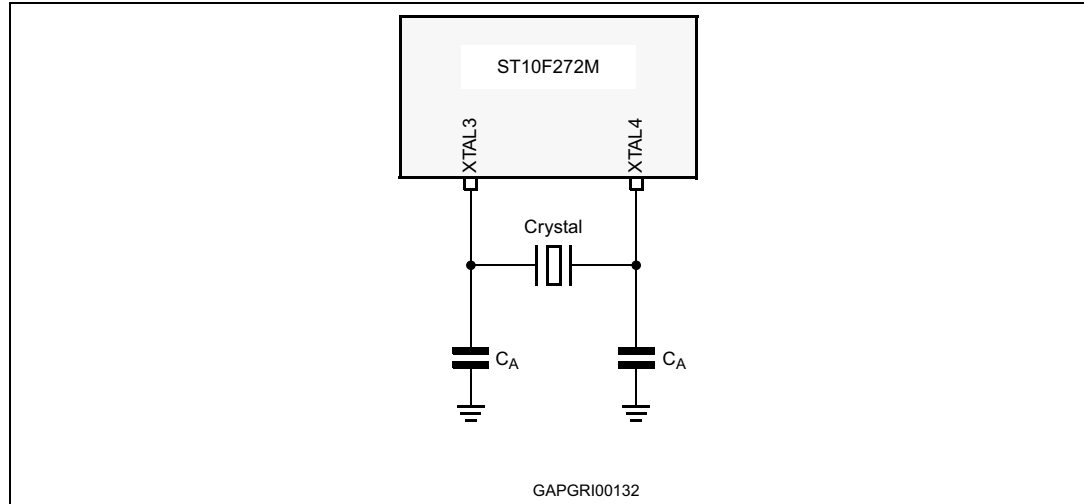 ST10F272M
XTAL3
XTAL4
Crystal
CA
CA
GAPGRI00132